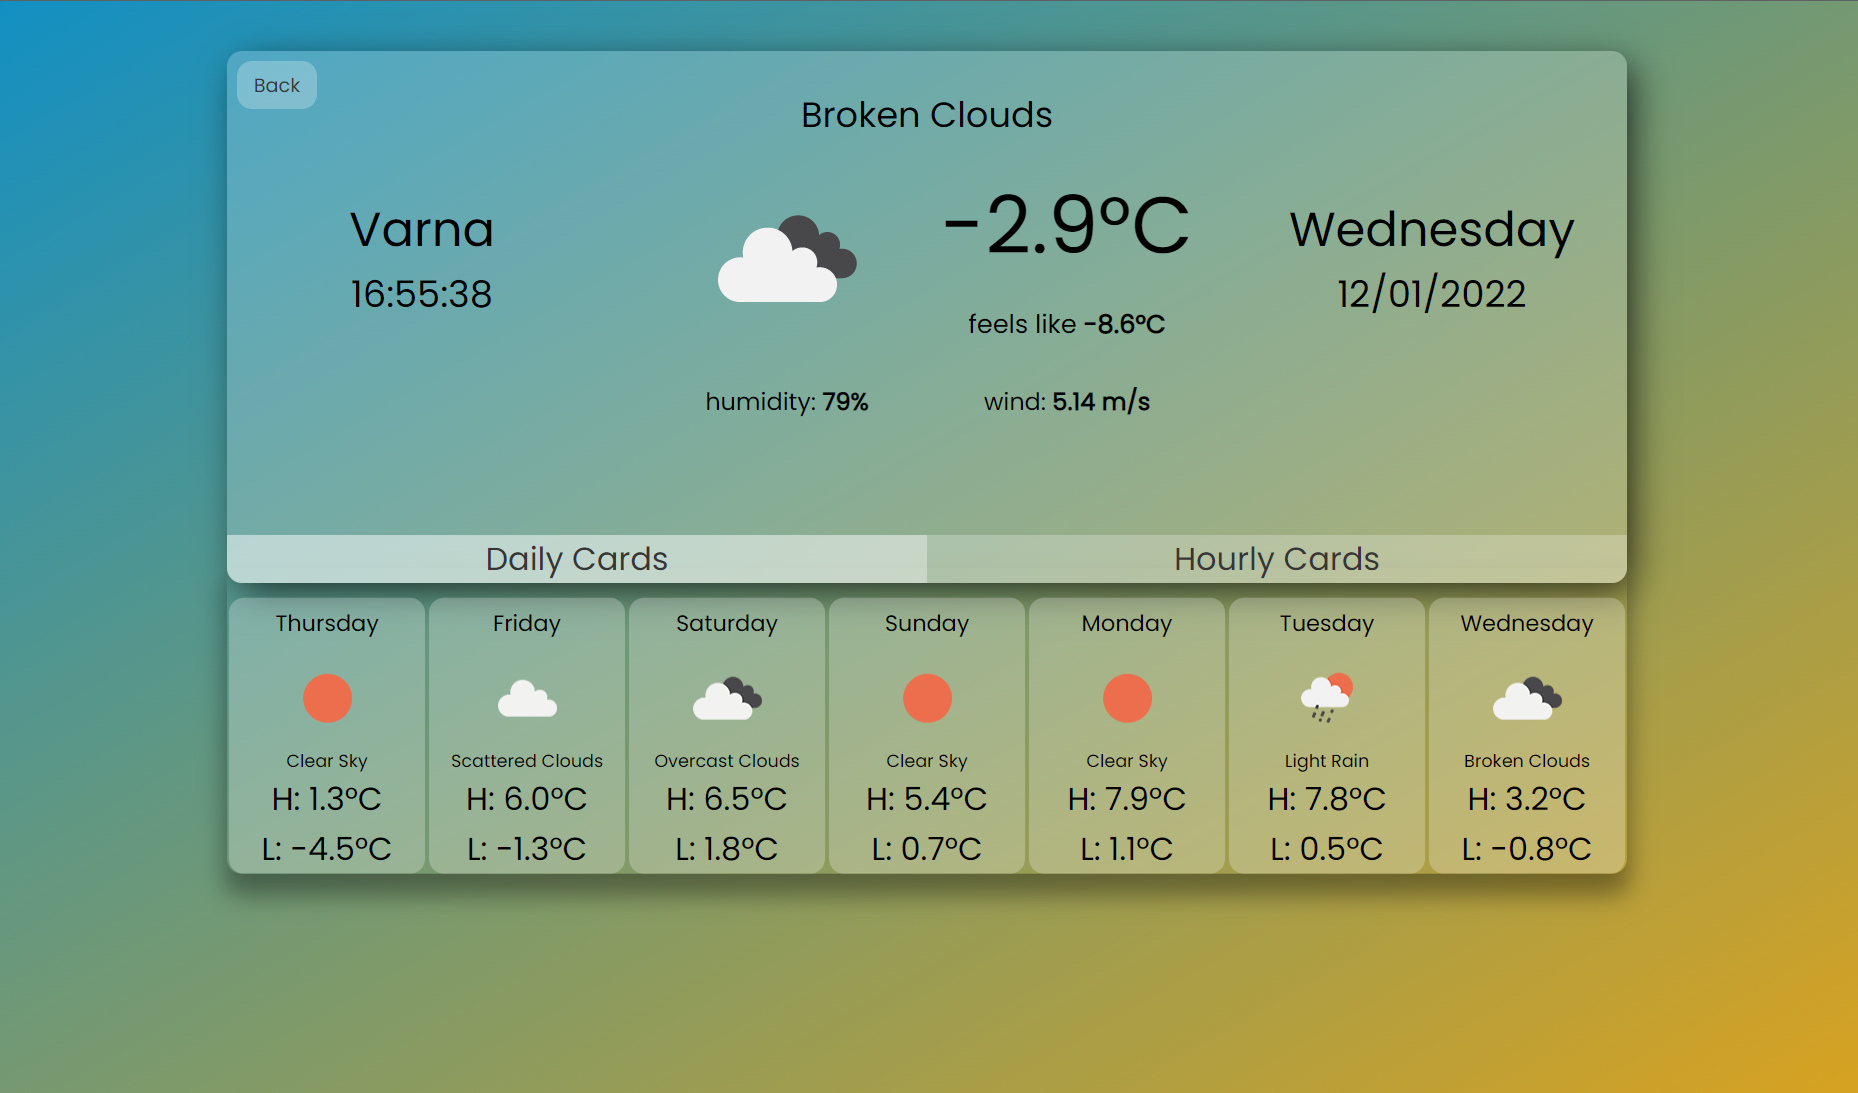 Back
Broken Clouds
Varna
16:55:38
-2.9°C
feels like -8.6°C
humidity: 79%
wind: 5.14 m/s
Wednesday
12/01/2022
Daily Cards
Hourly Cards
Thursday
Clear Sky
H: 1.3°C
L: -4.5°C
Friday
Scattered Clouds
H: 6.0°C
L: -1.3°C
Saturday
Overcast Clouds
H: 6.5°C
L: 1.8°C
Sunday
Clear Sky
H: 5.4°C
L: 0.7°C
Monday
Clear Sky
H: 7.9°C
L: 1.1°C
Tuesday
Light Rain
H: 7.8°C
L: 0.5°C
Wednesday
Broken Clouds
H: 3.2°C
L: -0.8°C